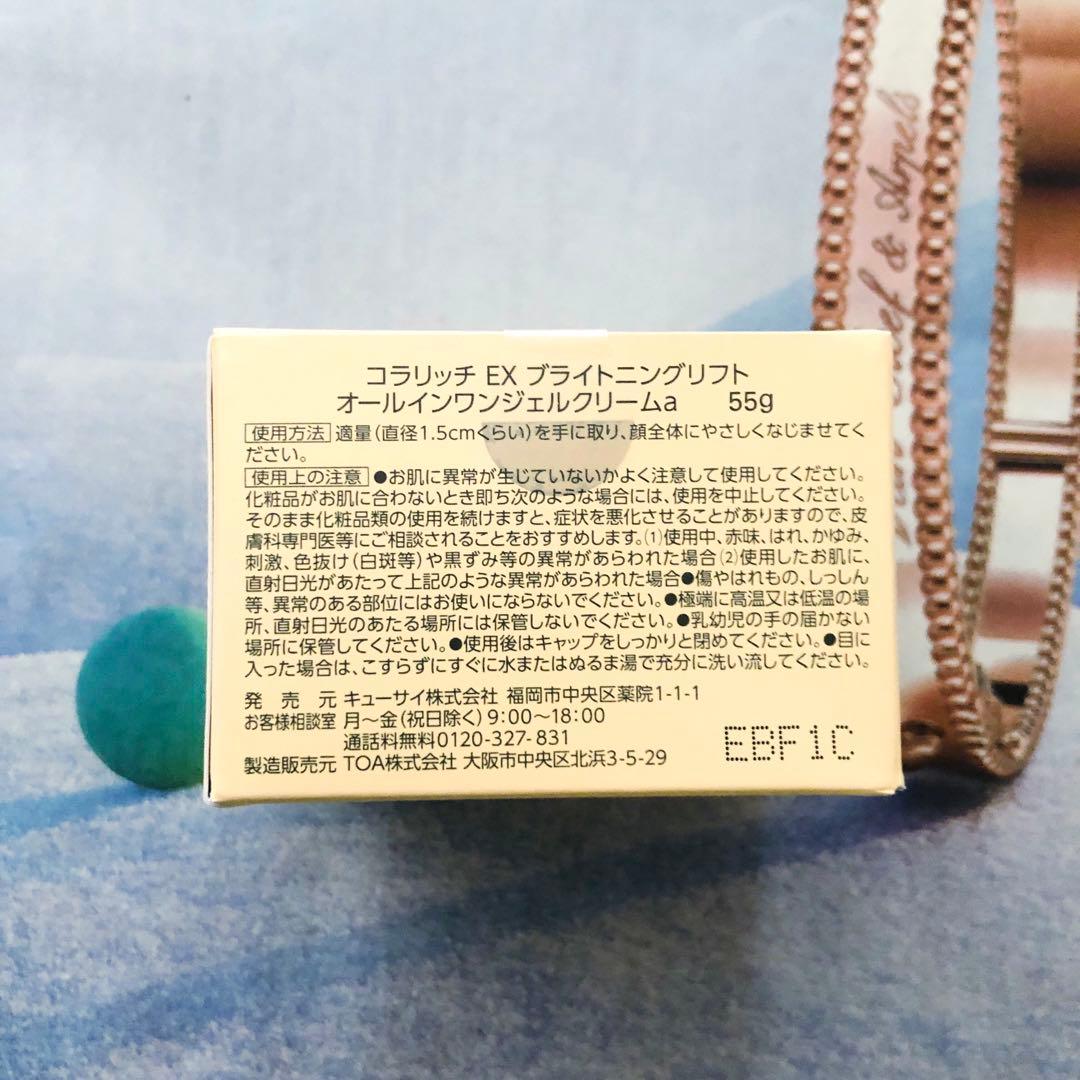 コラリッチ EX ブライトニングリフト
オールインワンジェルクリームa 55g
使用方法 適量(直径1.5cmくらい)を手に取り、顔全体にやさしくなじませてく
ださい。
使用上の注意 ●お肌に異常が生じていないかよく注意して使用してください。
化粧品がお肌に合わないとき即ち次のような場合には、使用を中止してください。
そのまま化粧品類の使用を続けますと、症状を悪化させることがありますので、皮
膚科専門医等にご相談されることをおすすめします。(1)使用中、赤味、はれ、かゆみ、
刺激、色抜け(白斑等)や黒ずみ等の異常があらわれた場合(2)使用したお肌に、
直射日光があたって上記のような異常があらわれた場合●傷やはれもの、しっしん
等、異常のある部位にはお使いにならないでください。●極端に高温又は低温の場
所、直射日光のあたる場所には保管しないでください。●乳幼児の手の届かない
場所に保管してください。●使用後はキャップをしっかりと閉めてください。●目に
入った場合は、こすらずにすぐに水またはぬるま湯で充分に洗い流してください。
発売元 キューサイ株式会社 福岡市中央区薬院1-1-1
お客様相談室 月〜金(祝日除く)9:00〜18:00
通話料無料0120-327-831
製造販売元 TOA株式会社 大阪市中央区北浜3-5-29
EBF1C
& Arpels